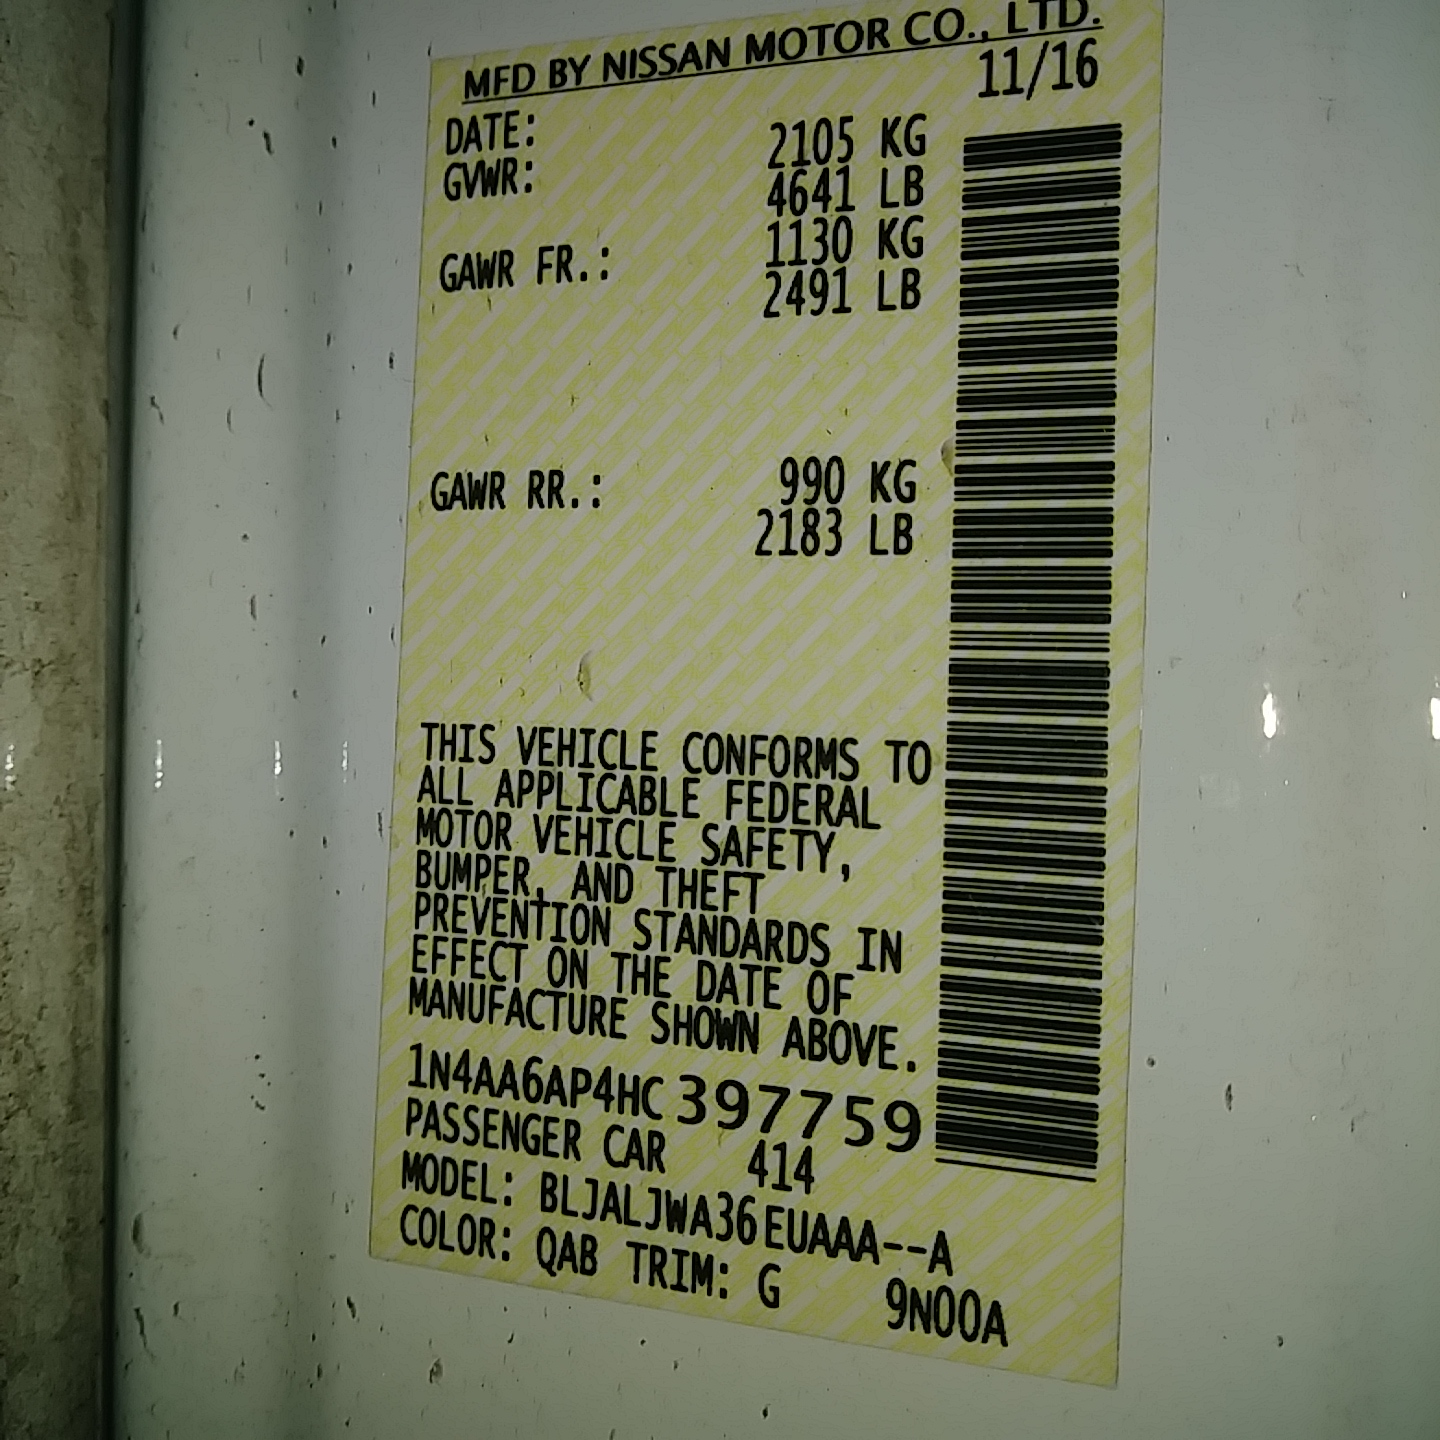 MFD BY NISSAN MOTOR CO., LTD.
DATE: 11/16
GVWR: 2105 KG
4641 LB
GAWR FR.: 1130 KG
2491 LB
GAWR RR.: 990 KG
2183 LB
THIS VEHICLE CONFORMS TO
ALL APPLICABLE FEDERAL
MOTOR VEHICLE SAFETY,
BUMPER, AND THEFT
PREVENTION STANDARDS IN
EFFECT ON THE DATE OF
MANUFACTURE SHOWN ABOVE.
1N4AA6AP4HC397759
PASSENGER CAR 414
MODEL: BLJALJWA36EUAAA--A
COLOR: QAB TRIM: G 9N00A